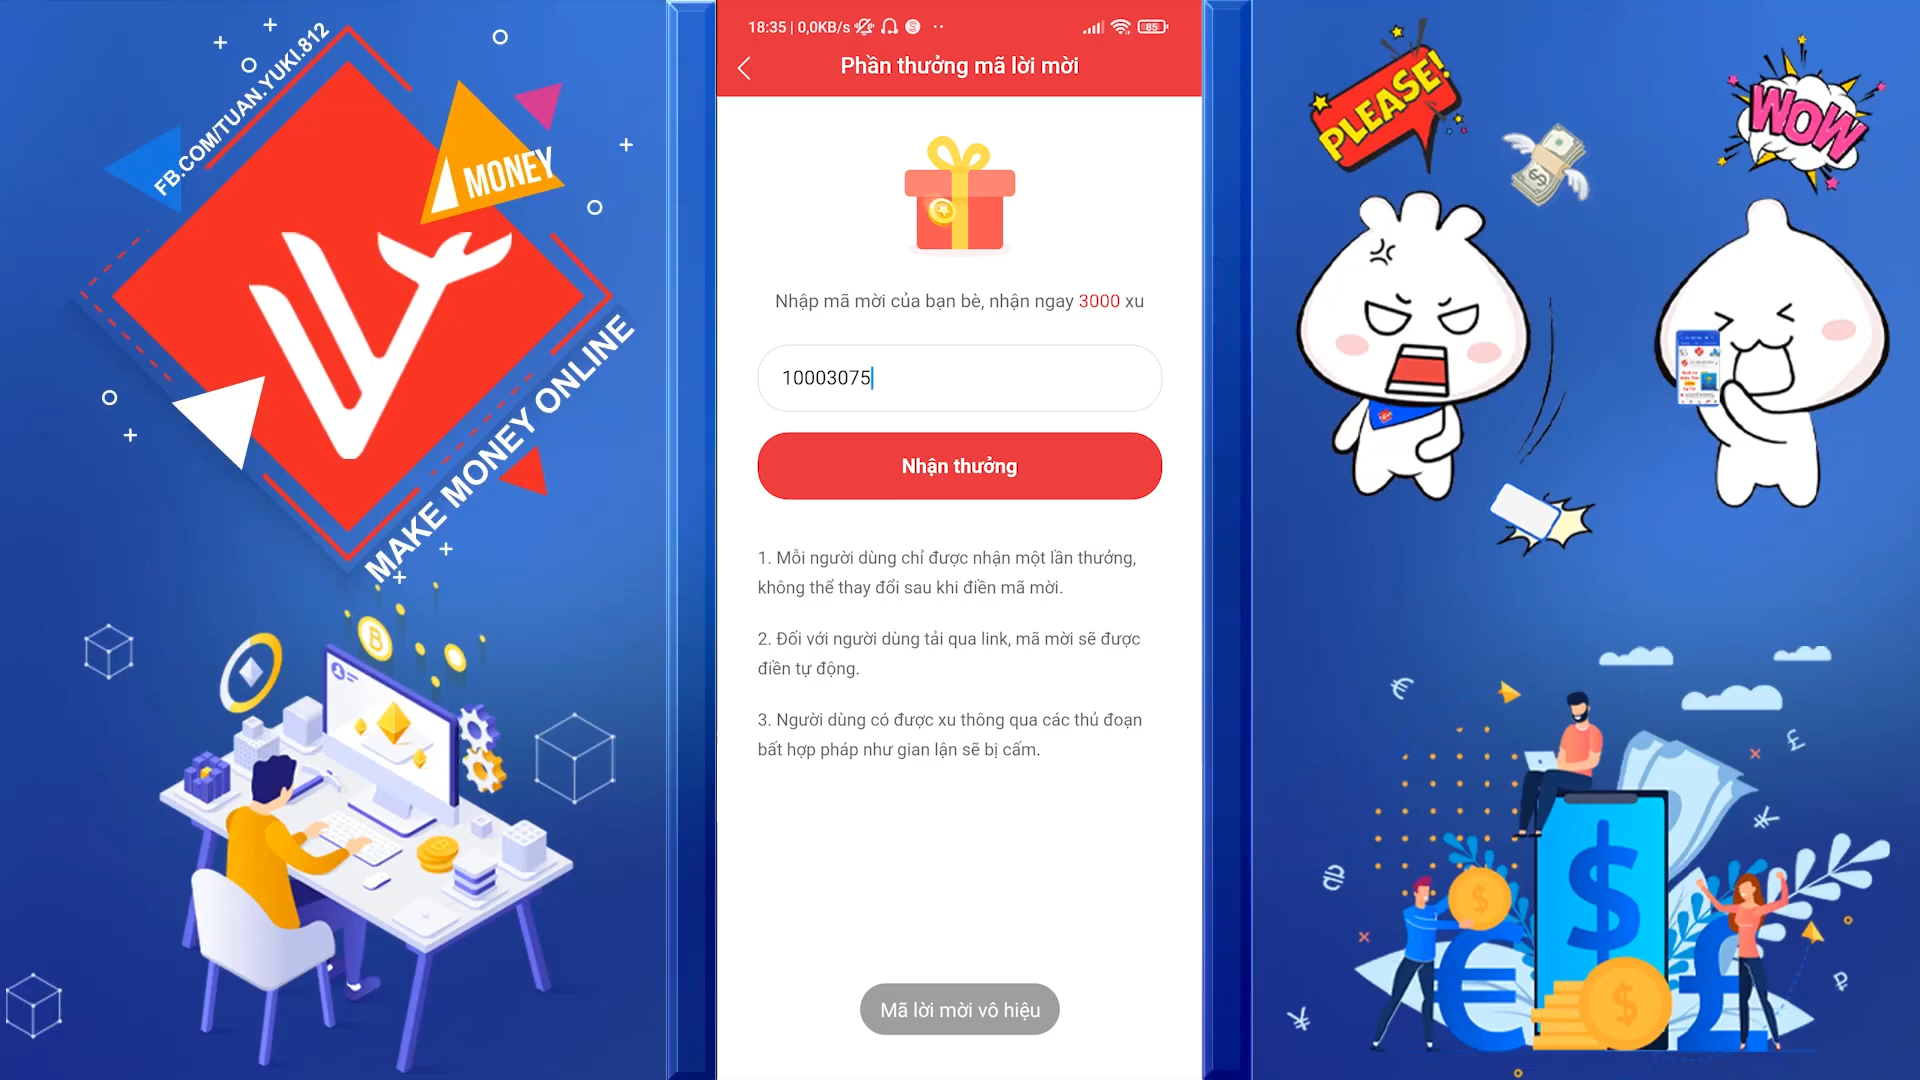 FB.COM/TUAN.YUKI.812
MONEY
MAKE MONEY ONLINE
18:35 | 0,0KB/s
85
Phần thưởng mã lời mời
Nhập mã mời của bạn bè, nhận ngay 3000 xu
10003075
Nhận thưởng
1. Mỗi người dùng chỉ được nhận một lần thưởng,
không thể thay đổi sau khi điền mã mời.
2. Đối với người dùng tải qua link, mã mời sẽ được
điền tự động.
3. Người dùng có được xu thông qua các thủ đoạn
bất hợp pháp như gian lận sẽ bị cấm.
Mã lời mời vô hiệu
PLEASE!
WOW